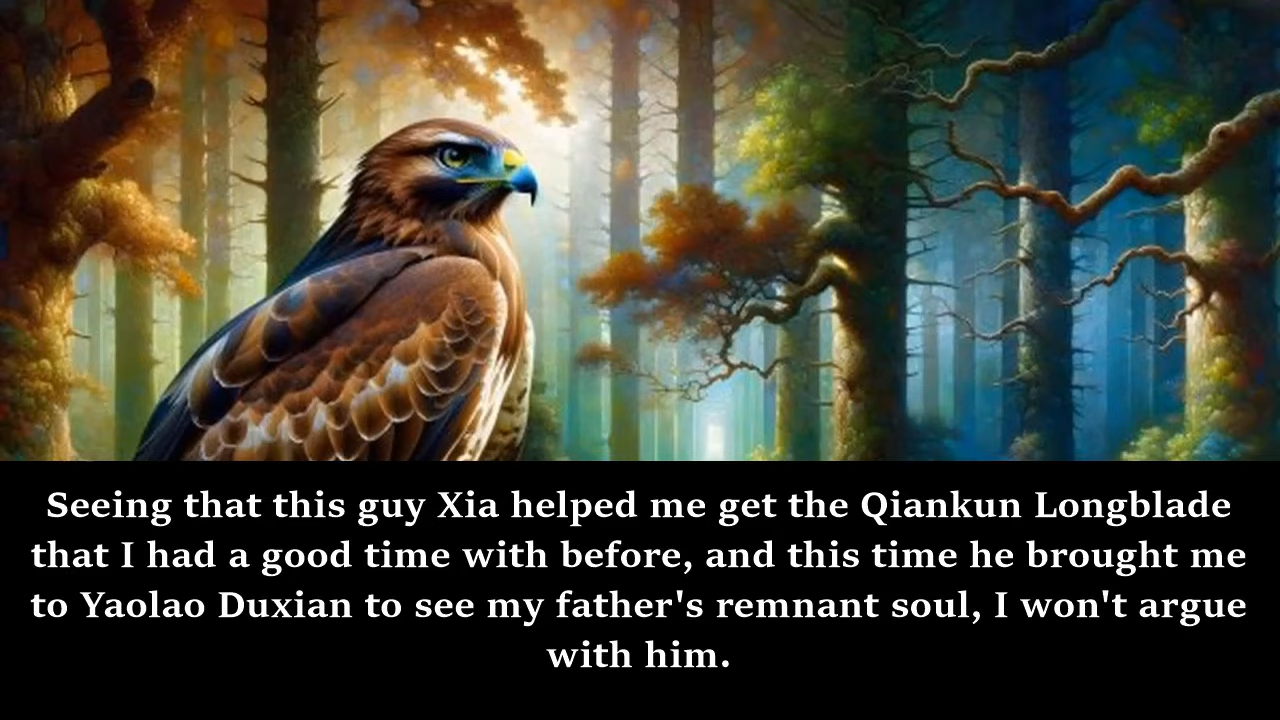 Seeing that this guy Xia helped me get the Qiankun Longblade
that I had a good time with before, and this time he brought me
to Yaolao Duxian to see my father's remnant soul, I won't argue
with him.